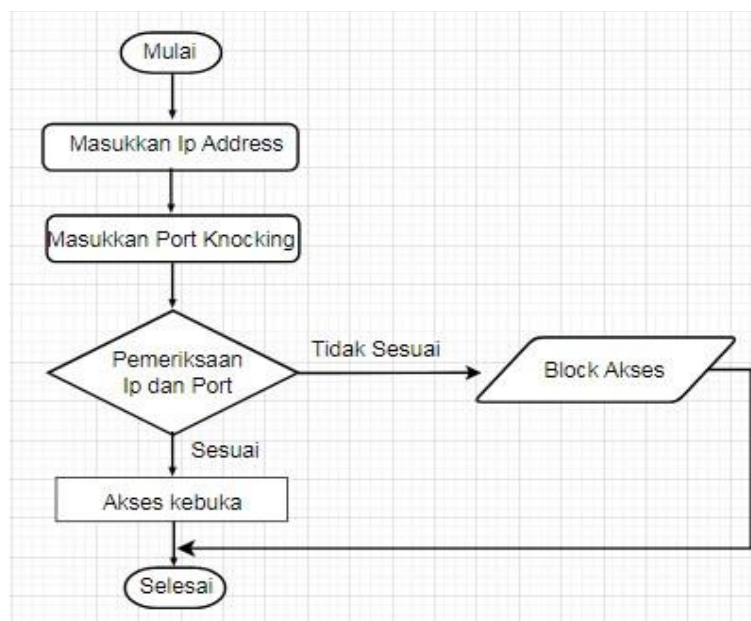 Mulai
Masukkan Ip Address
Masukkan Port Knocking
Pemeriksaan
Ip dan Port
Tidak Sesuai
Block Akses
Sesuai
Akses kebuka
Selesai